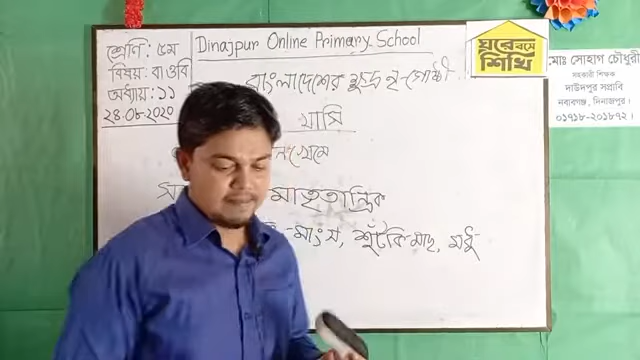 শ্রেণি: ৫ম
বিষয়: বাওবি
অধ্যায়: ১১
২৪.০৮.২০২০
Dinajpur Online Primary School
বাংলাদেশের ক্ষুদ্র নৃ-গোষ্ঠী
খাসি
মাতৃতান্ত্রিক
মাংস, শুঁটকি মাছ, মধু
ঘরে বসে
শিখি
মোঃ সোহাগ চৌধুরী
সহকারী শিক্ষক
দাউদপুর সপ্রাবি
নবাবগঞ্জ, দিনাজপুর।
০১৭১৮-২০১৮৭২।